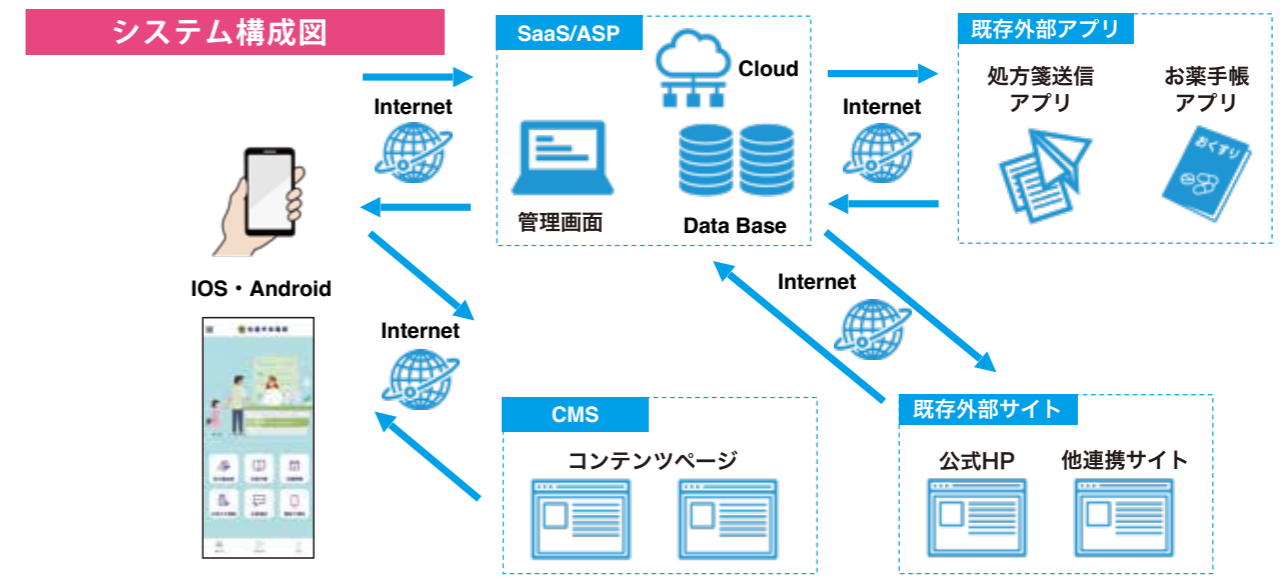 システム構成図
SaaS/ASP
Cloud
管理画面
Data Base
Internet
Internet
既存外部アプリ
処方箋送信
アプリ
お薬手帳
アプリ
おくすり
IOS・Android
Internet
Internet
CMS
コンテンツページ
既存外部サイト
公式HP
他連携サイト